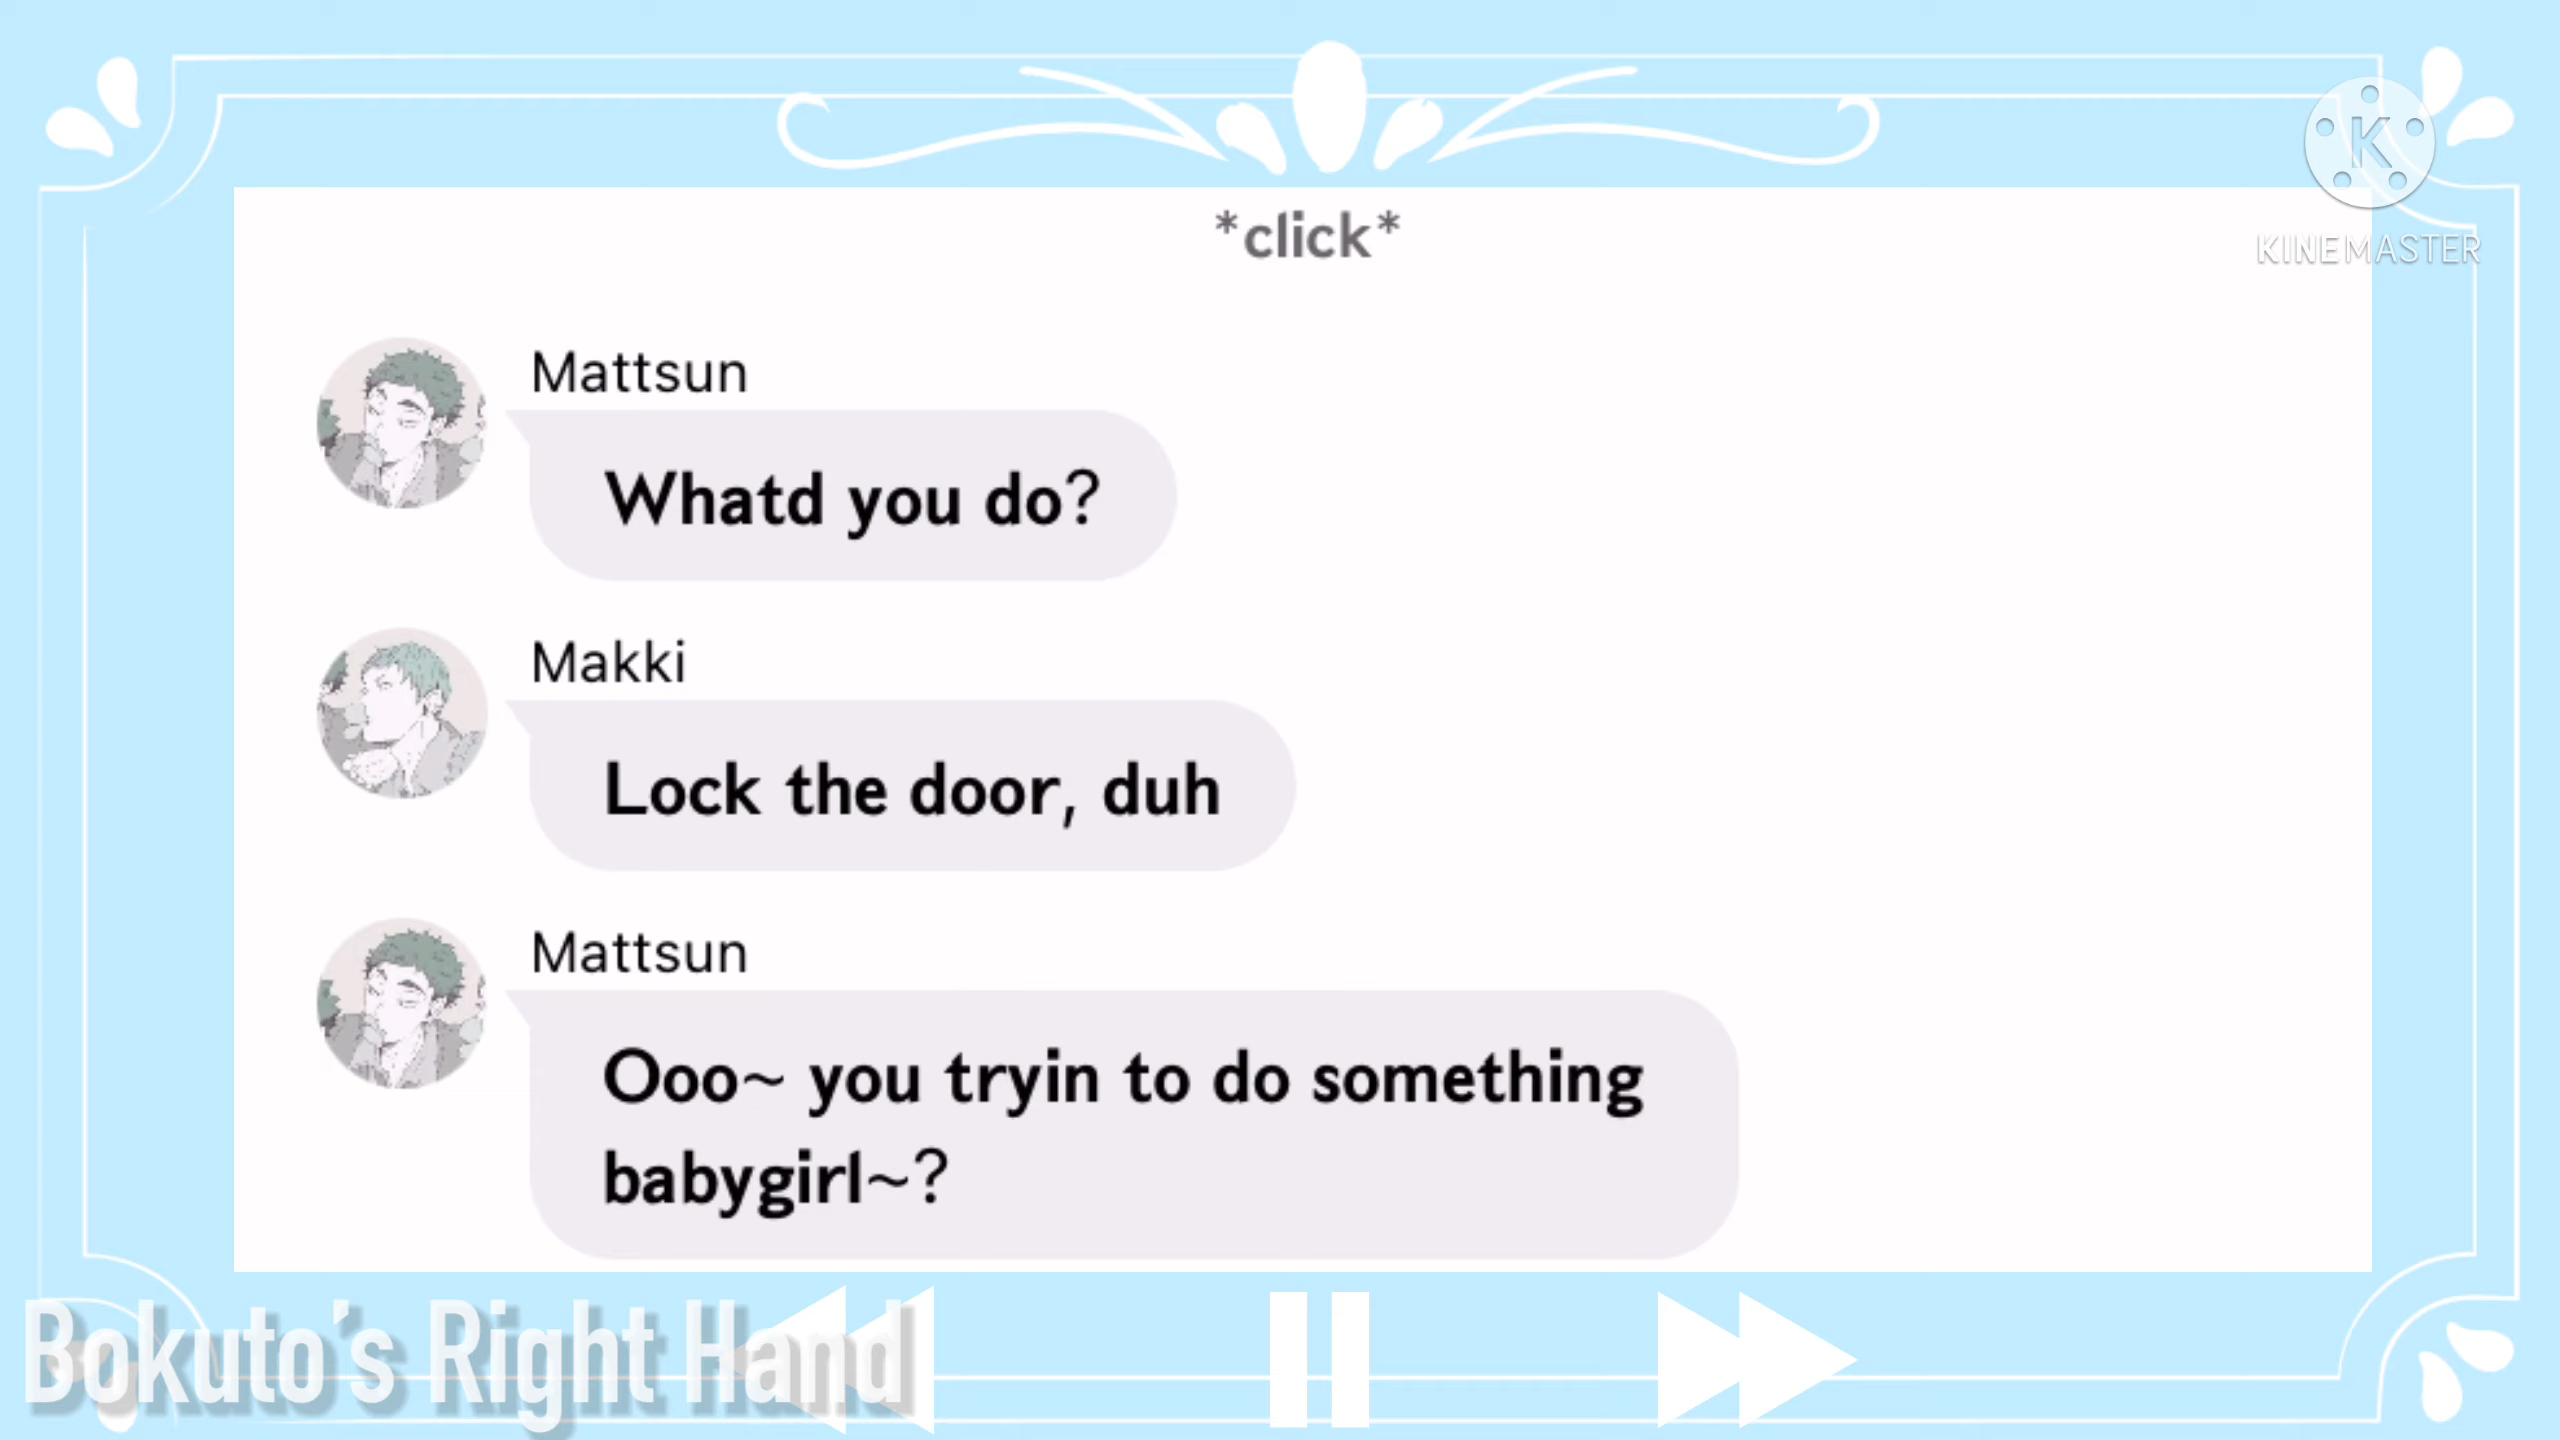 *click*
K
KINEMASTER
Mattsun
Whatd you do?
Makki
Lock the door, duh
Mattsun
Ooo~ you tryin to do something
babygirl~?
Bokuto's Right Hand